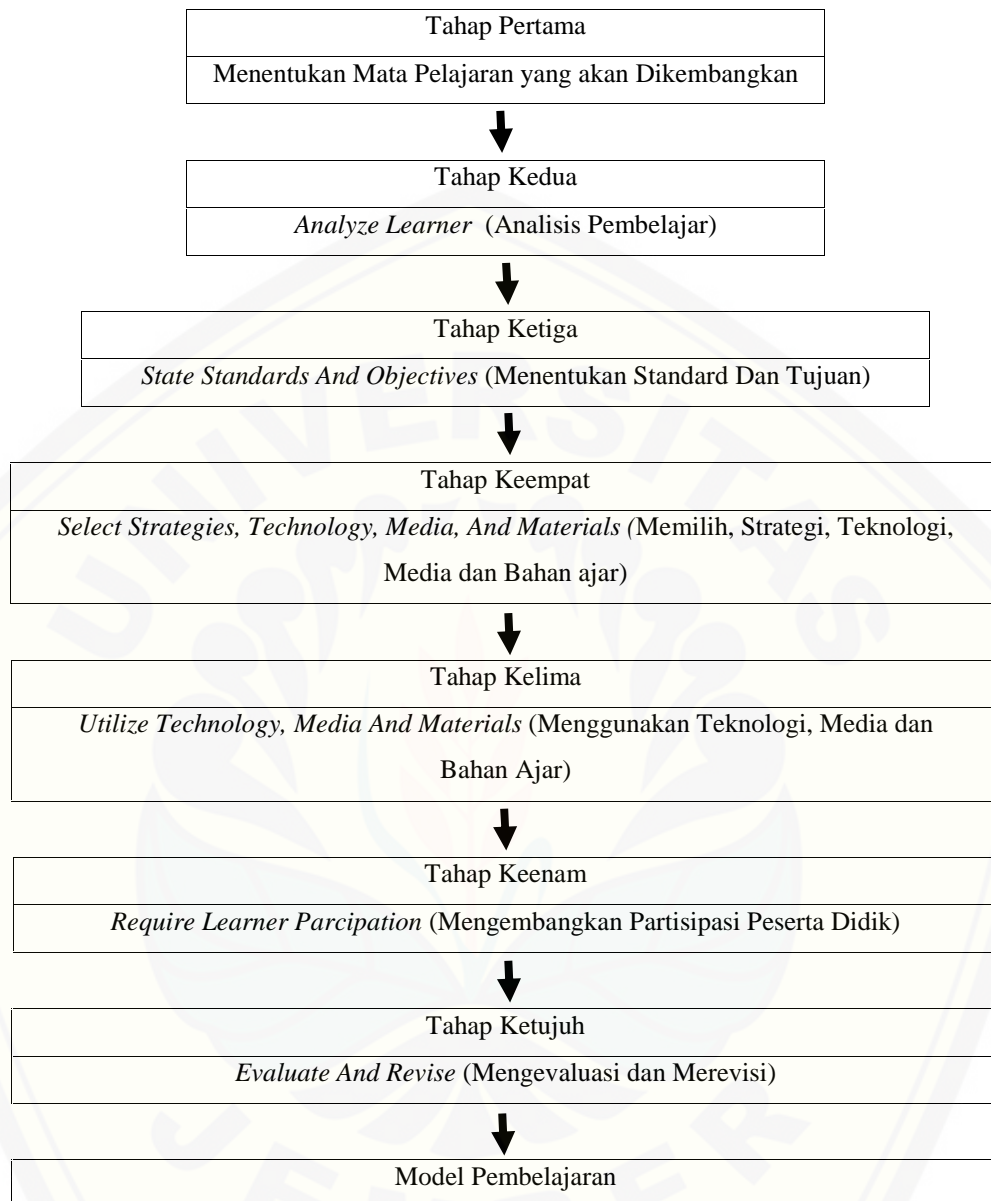 Tahap Pertama
Menentukan Mata Pelajaran yang akan Dikembangkan
Tahap Kedua
Analyze Learner (Analisis Pembelajar)
Tahap Ketiga
State Standards And Objectives (Menentukan Standard Dan Tujuan)
Tahap Keempat
Select Strategies, Technology, Media, And Materials (Memilih, Strategi, Teknologi,
Media dan Bahan ajar)
Tahap Kelima
Utilize Technology, Media And Materials (Menggunakan Teknologi, Media dan
Bahan Ajar)
Tahap Keenam
Require Learner Parcipation (Mengembangkan Partisipasi Peserta Didik)
Tahap Ketujuh
Evaluate And Revise (Mengevaluasi dan Merevisi)
Model Pembelajaran
UNIVERSITAS
JEMBER